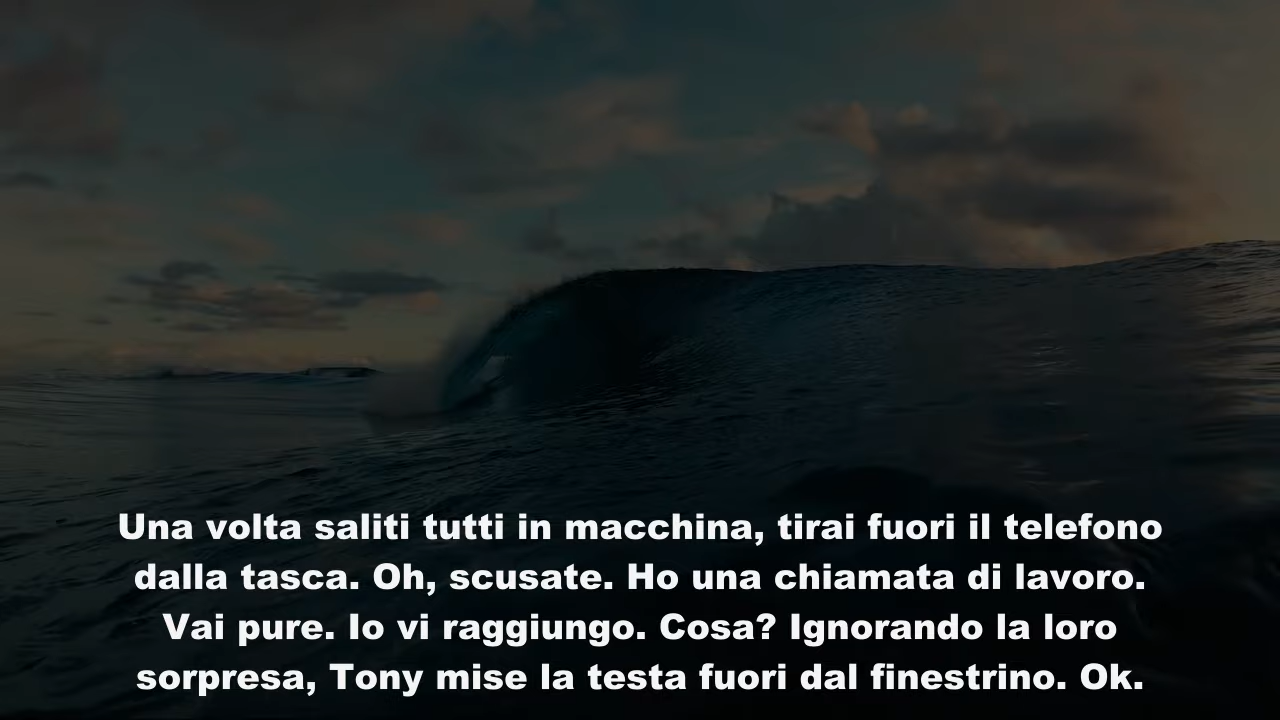 Una volta saliti tutti in macchina, tirai fuori il telefono
dalla tasca. Oh, scusate. Ho una chiamata di lavoro.
Vai pure. Io vi raggiungo. Cosa? Ignorando la loro
sorpresa, Tony mise la testa fuori dal finestrino. Ok.